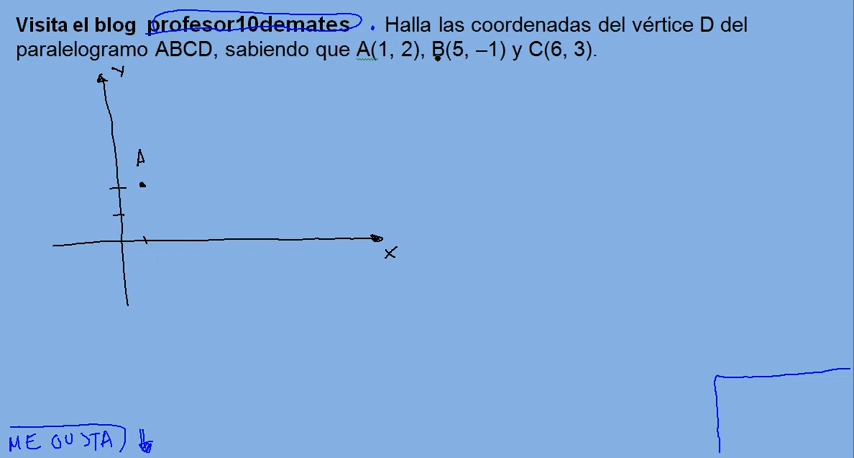 Visita el blog profesor10demates . Halla las coordenadas del vértice D del
paralelogramo ABCD, sabiendo que A(1, 2), B(5, –1) y C(6, 3).
Y
A
X
ME GUSTA